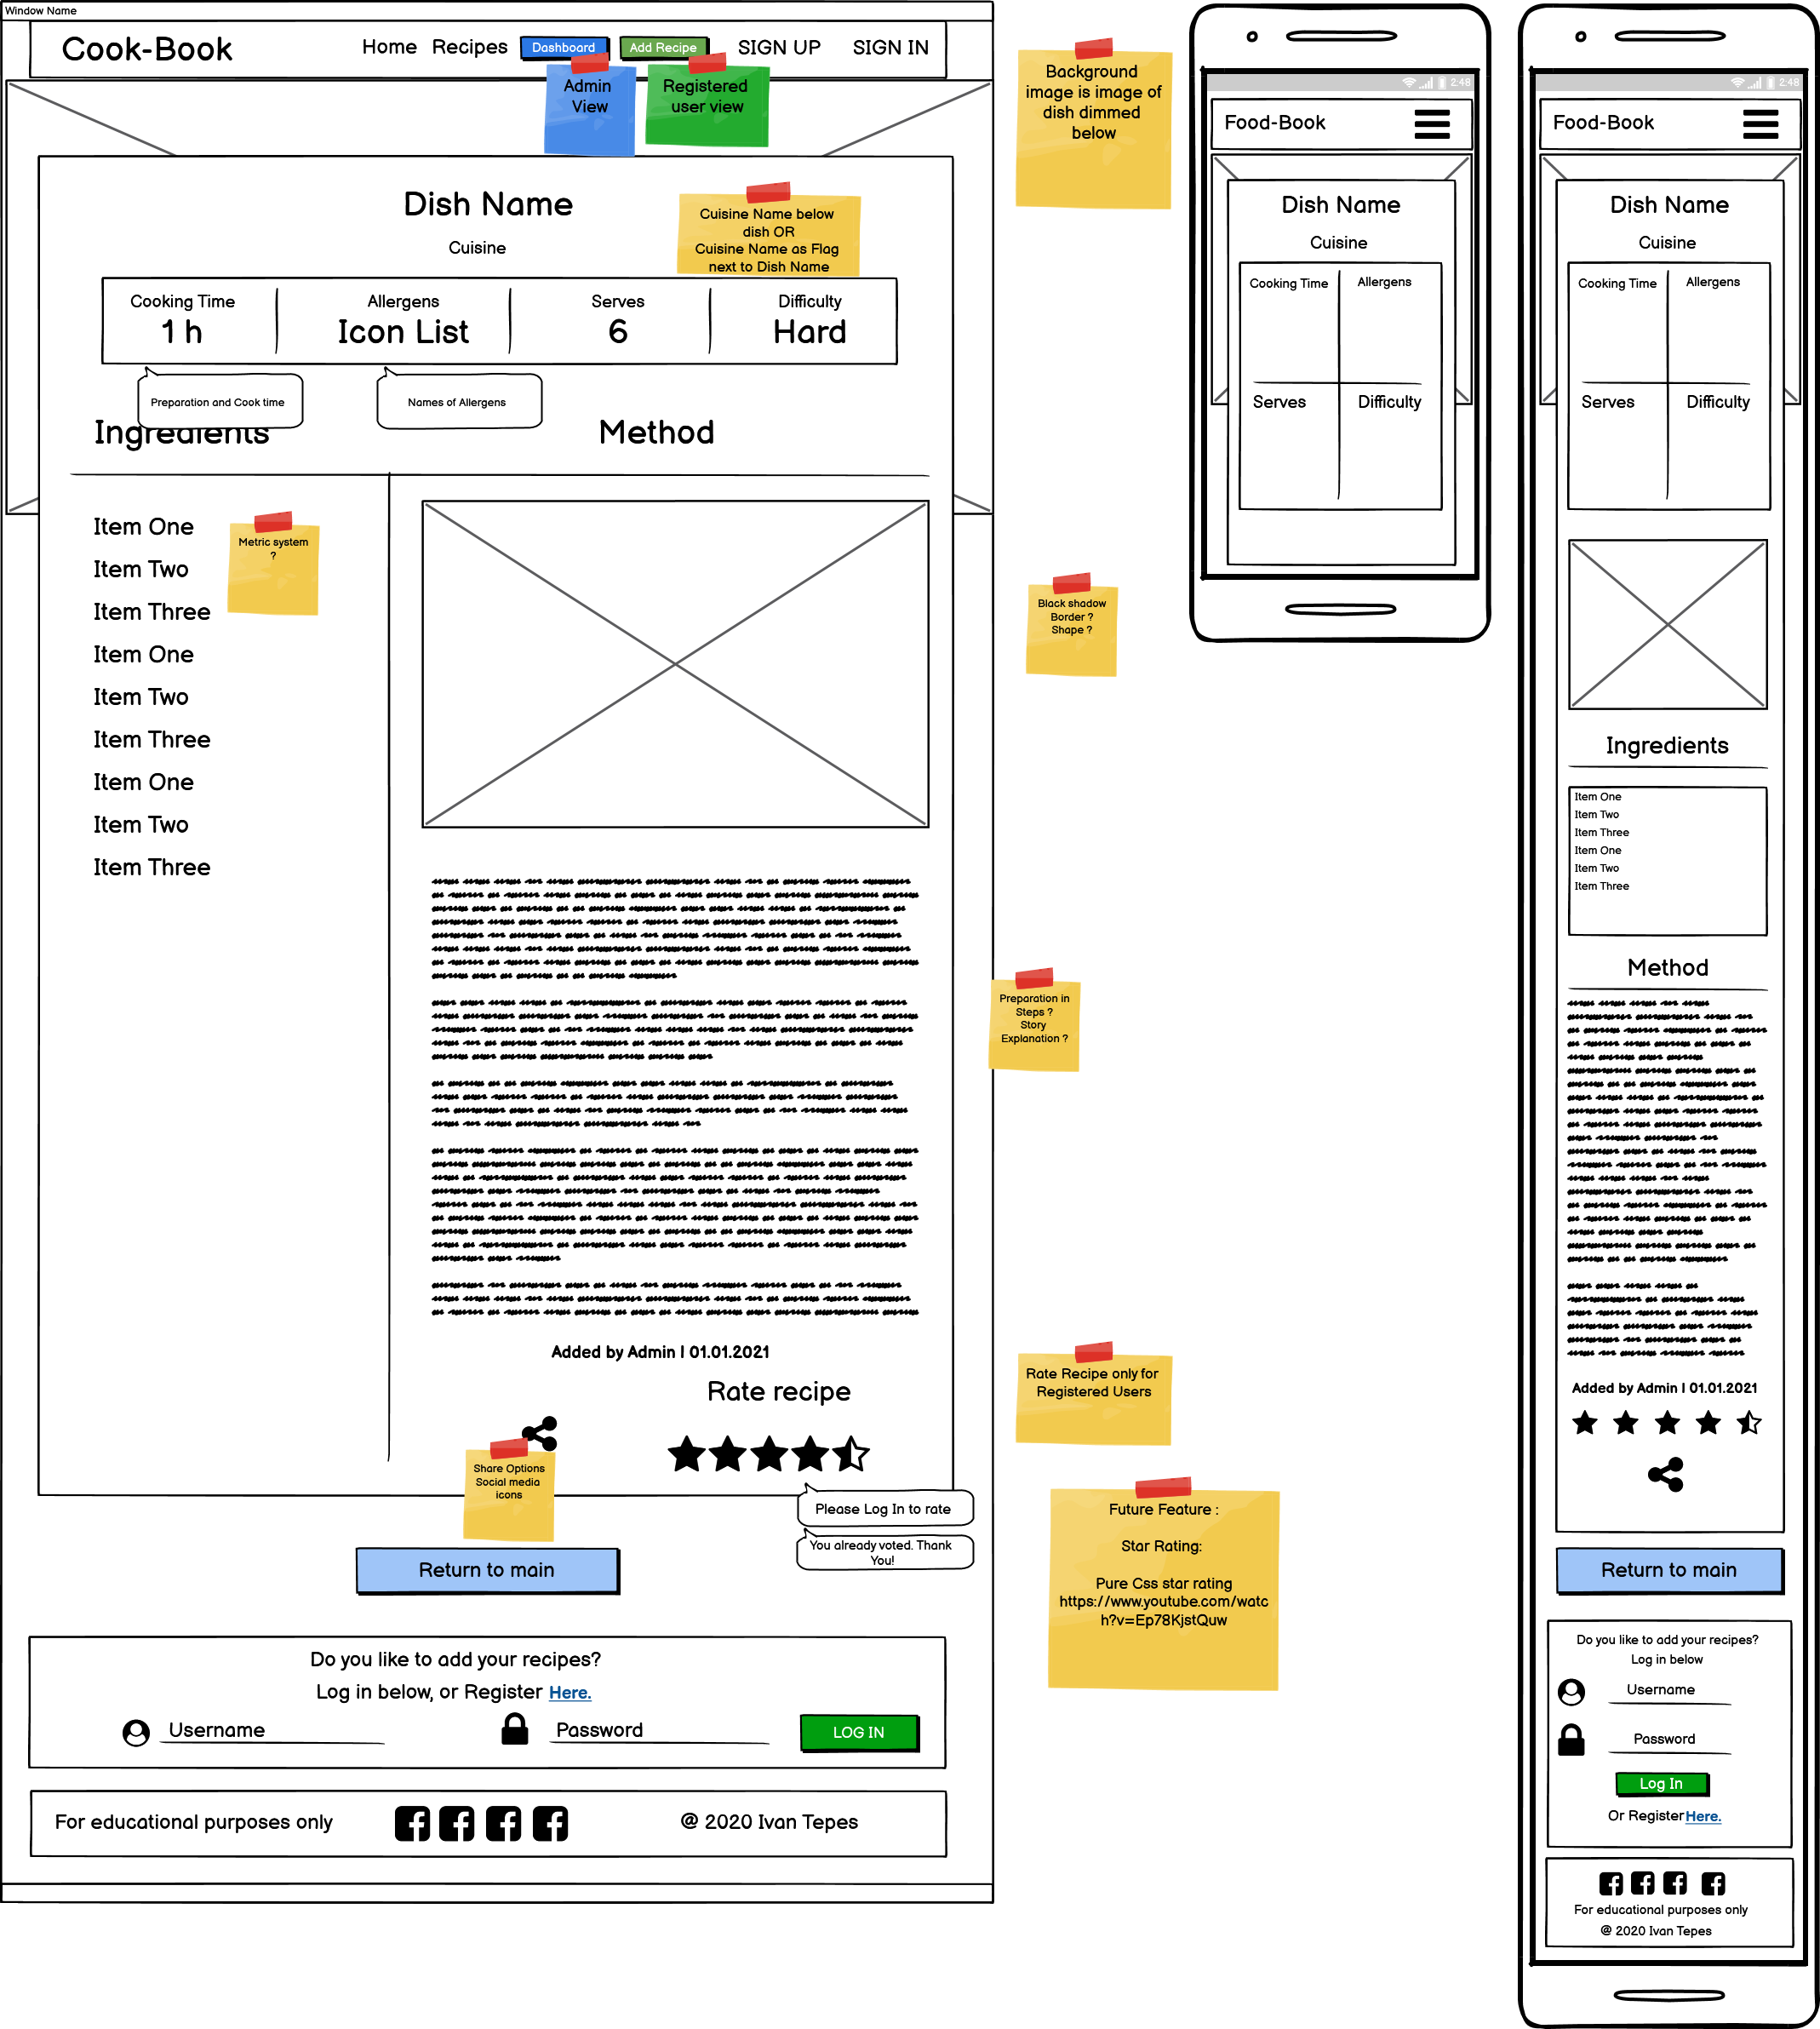 Window Name
Cook-Book
Home Recipes Dashboard Add Recipe SIGN UP SIGN IN
Admin
View
Registered
user view
Dish Name
Cuisine
Cuisine Name below
dish OR
Cuisine Name as Flag
next to Dish Name
Cooking Time Allergens Serves Difficulty
1 h Icon List 6 Hard
Preparation and Cook time
Names of Allergens
Ingredients Method
Item One
Item Two
Item Three
Item One
Item Two
Item Three
Item One
Item Two
Item Three
Metric system
?
Added by Admin I 01.01.2021
Rate recipe
Share Options
Social media
icons
Please Log In to rate
You already voted. Thank
You!
Return to main
Do you like to add your recipes?
Log in below, or Register Here.
Username Password LOG IN
For educational purposes only @ 2020 Ivan Tepes
Background
image is image of
dish dimmed
below
Black shadow
Border ?
Shape ?
Preparation in
Steps ?
Story
Explanation ?
Rate Recipe only for
Registered Users
Future Feature :
Star Rating:
Pure Css star rating
https://www.youtube.com/watc
h?v=Ep78KjstQuw
2:48
Food-Book
Dish Name
Cuisine
Cooking Time Allergens
Serves Difficulty
2:48
Food-Book
Dish Name
Cuisine
Cooking Time Allergens
Serves Difficulty
Ingredients
Item One
Item Two
Item Three
Item One
Item Two
Item Three
Method
Added by Admin I 01.01.2021
Return to main
Do you like to add your recipes?
Log in below
Username
Password
Log In
Or Register Here.
For educational purposes only
@ 2020 Ivan Tepes